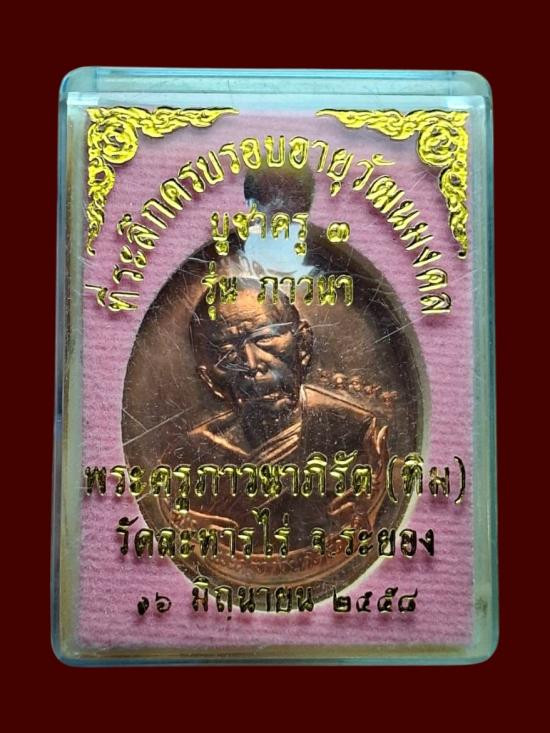 ที่ระลึกครบรอบอายุวัฒนมงคล
บูชาครู ๓
รุ่น ภาวนา
พระครูภาวนาภิรัต (ทิม)
วัดละหารไร่ จ.ระยอง
๑๖ มิถุนายน ๒๕๕๘